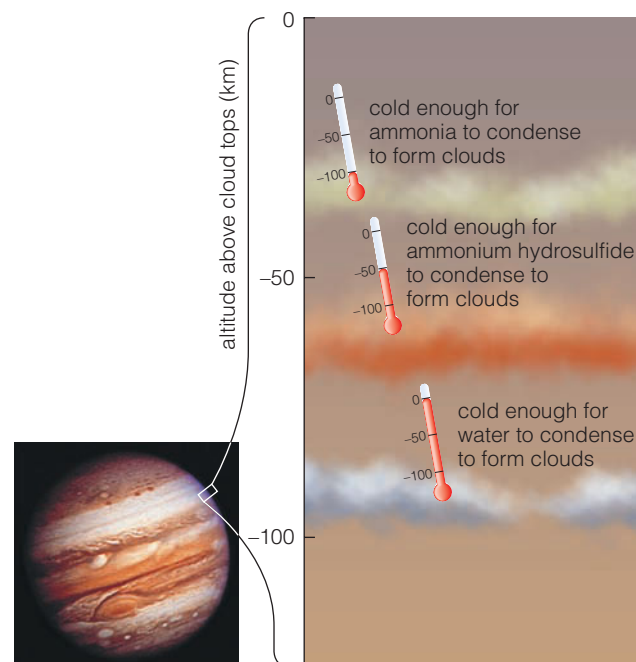 altitude above cloud tops (km)
0
−50
−100
0
−50
−100
cold enough for
ammonia to condense
to form clouds
0
−50
−100
cold enough for
ammonium hydrosulfide
to condense to
form clouds
0
−50
−100
cold enough for
water to condense
to form clouds